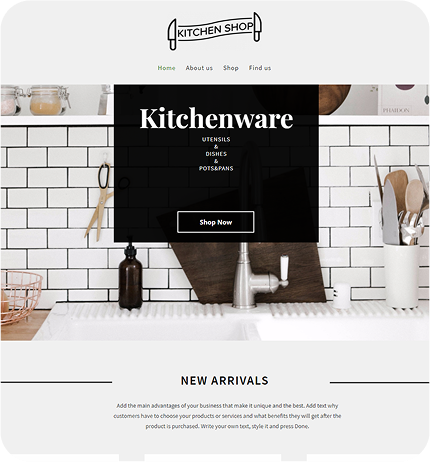 KITCHEN SHOP
Home About us Shop Find us
Kitchenware
UTENSILS
&
DISHES
&
POTS&PANS
Shop Now
NEW ARRIVALS
Add the main advantages of your business that make it unique and the best. Add text why
customers have to choose your products or services and what benefits they will get after the
product is purchased. Write your own text, style it and press Done.